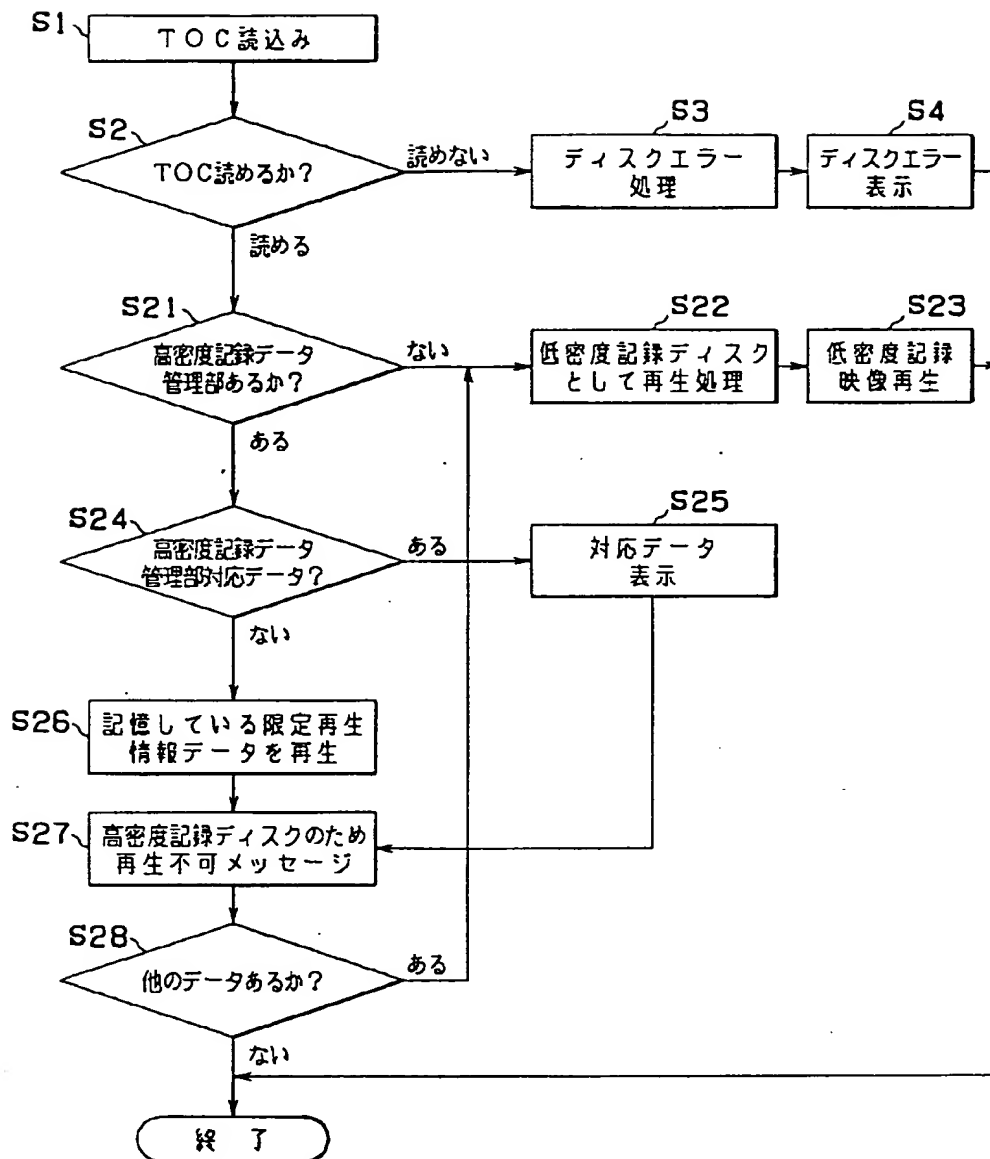 S1
TOC読込み
S2
TOC読めるか?
読めない
S3
ディスクエラー
処理
S4
ディスクエラー
表示
読める
S21
高密度記録データ
管理部あるか?
ない
S22
低密度記録ディスク
として再生処理
S23
低密度記録
映像再生
ある
S24
高密度記録データ
管理部対応データ?
ある
S25
対応データ
表示
ない
S26
記憶している限定再生
情報データを再生
S27
高密度記録ディスクのため
再生不可メッセージ
S28
他のデータあるか?
ある
ない
終了